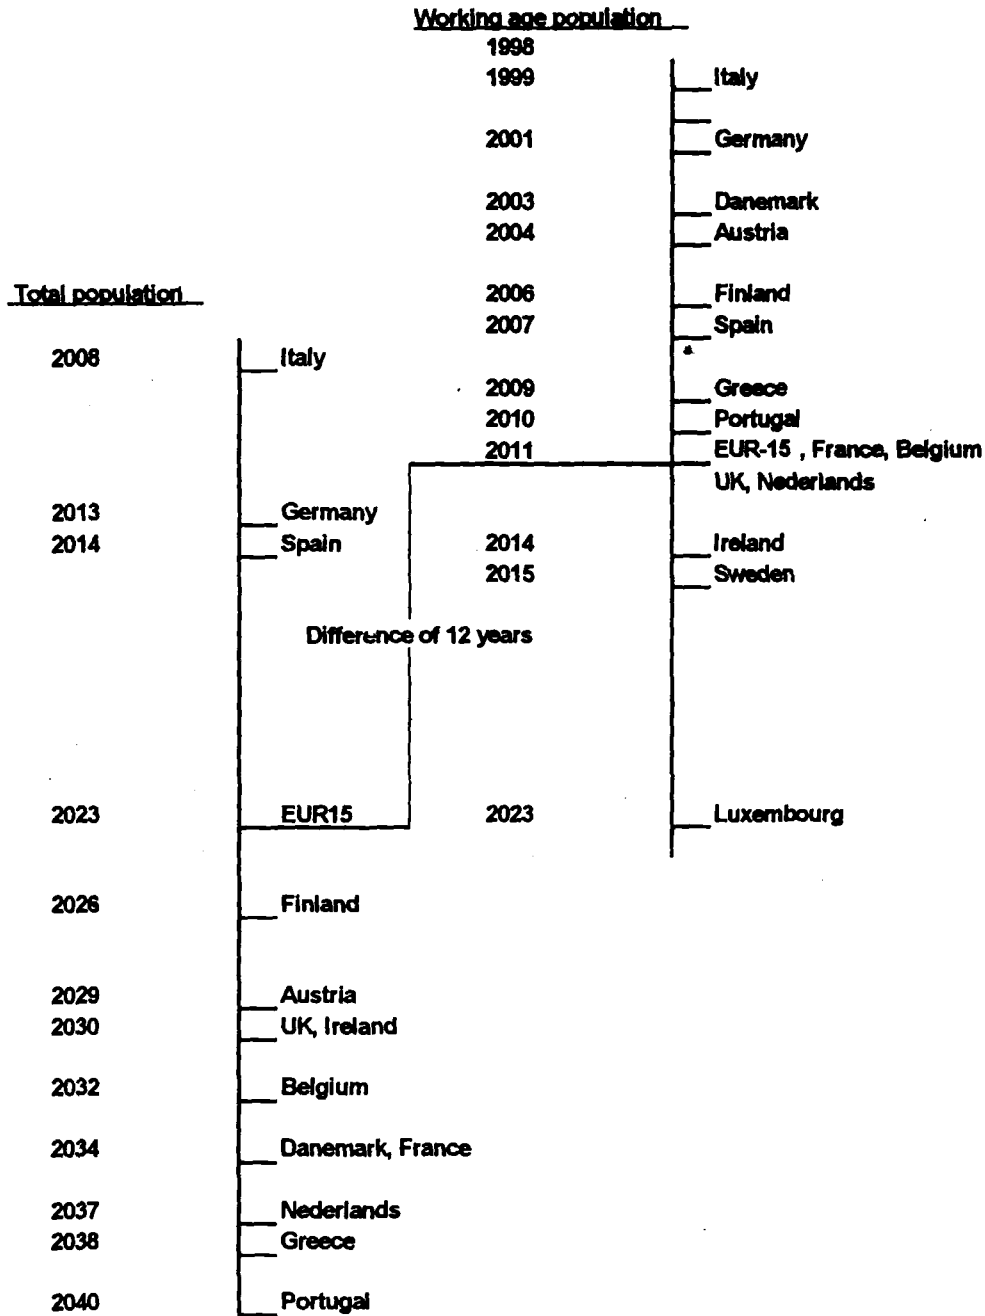 Working age population
1998
1999 Italy
2001 Germany
2003 Danemark
2004 Austria
Total population
2006 Finland
2007 Spain
2008 Italy
2009 Greece
2010 Portugal
2011 EUR-15 , France, Belgium
UK, Nederlands
2013 Germany
2014 Spain
2014 Ireland
2015 Sweden
Difference of 12 years
2023 EUR15
2023 Luxembourg
2026 Finland
2029 Austria
2030 UK, Ireland
2032 Belgium
2034 Danemark, France
2037 Nederlands
2038 Greece
2040 Portugal